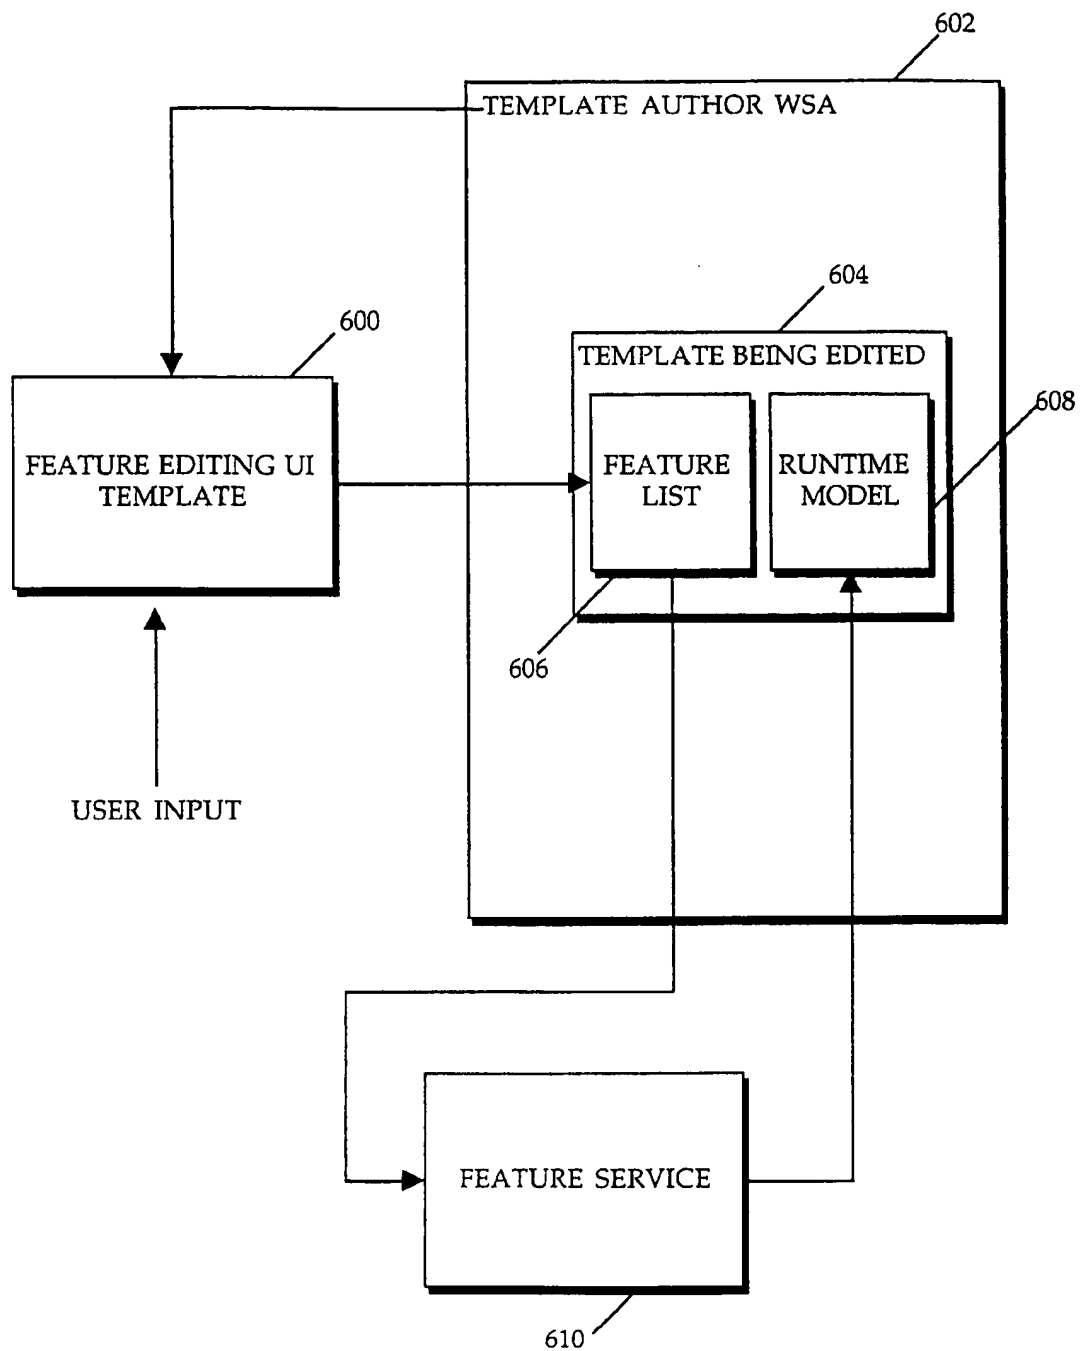 602
TEMPLATE AUTHOR WSA
604
600
TEMPLATE BEING EDITED
608
FEATURE EDITING UI
TEMPLATE
FEATURE
LIST
RUNTIME
MODEL
606
USER INPUT
FEATURE SERVICE
610